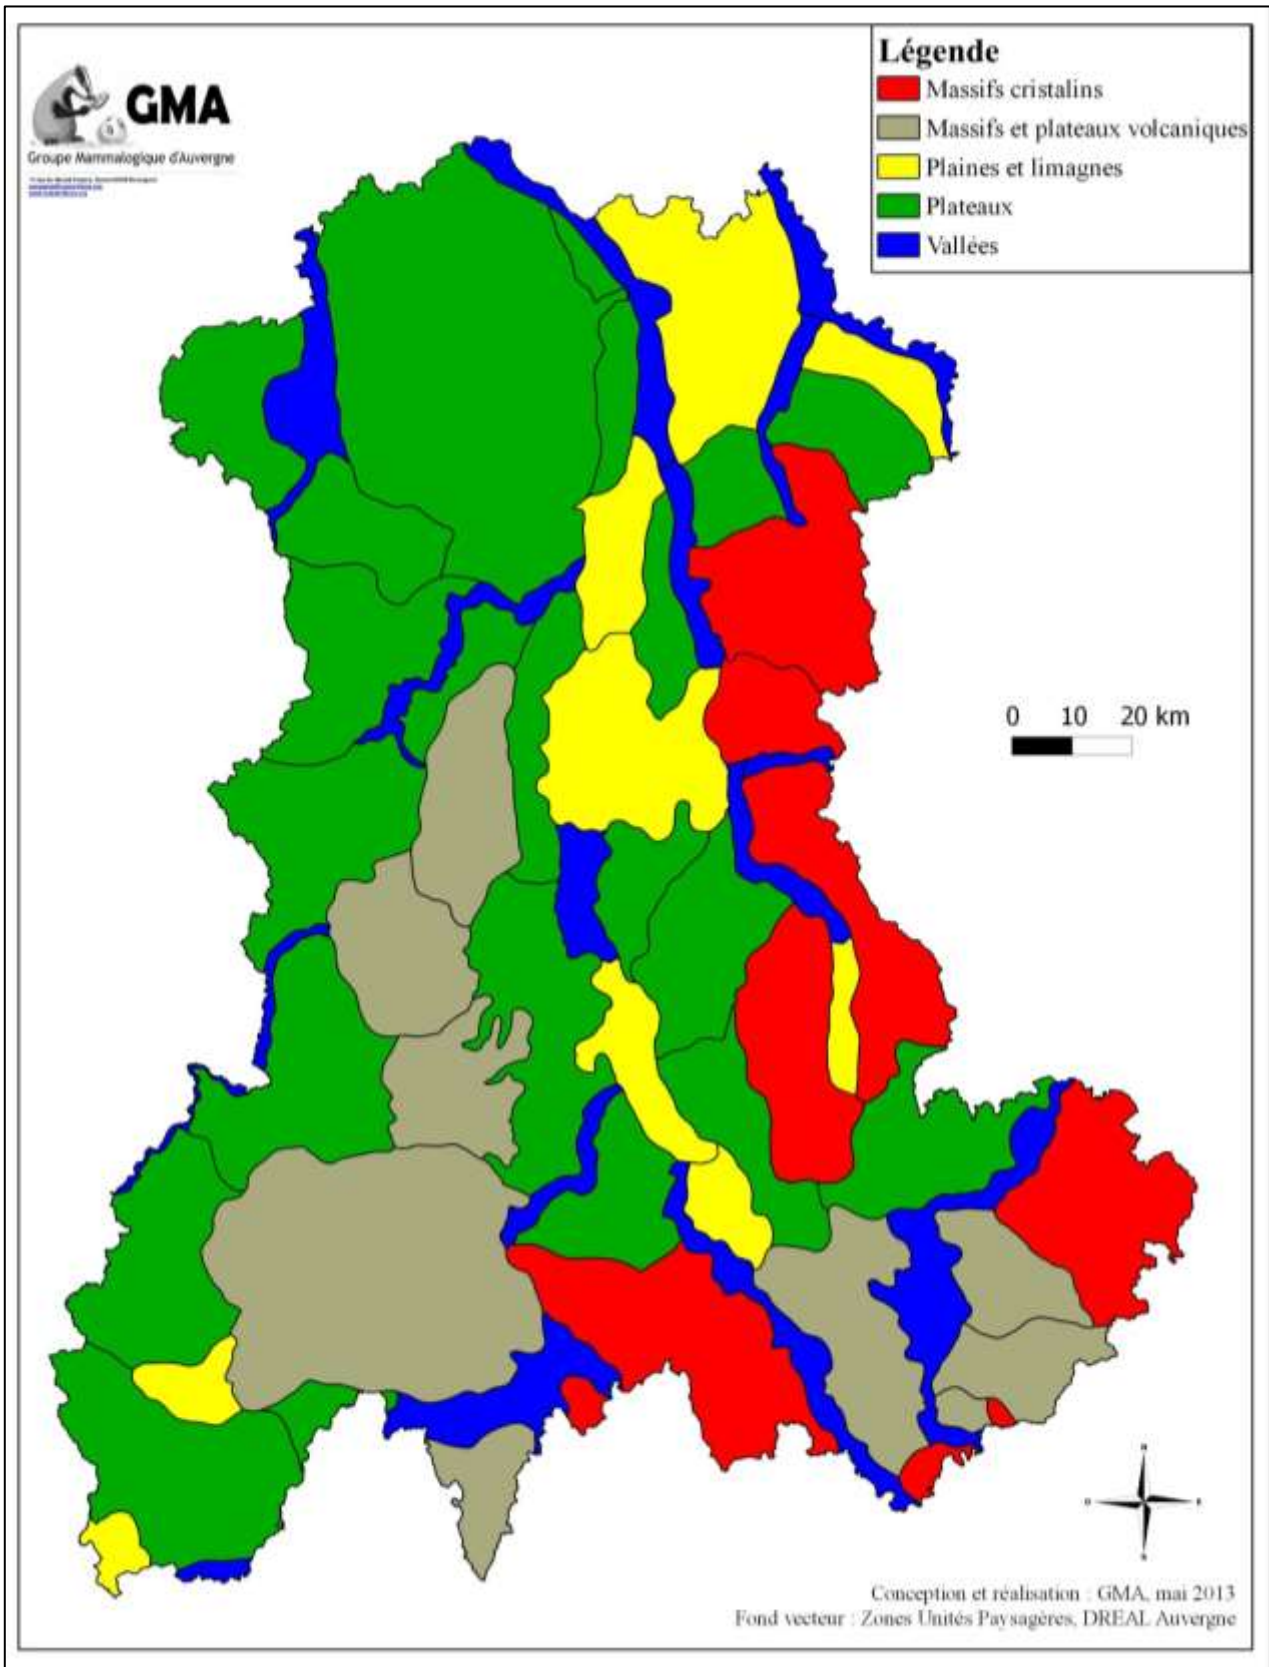 GMA
Groupe Mammalogique d'Auvergne
Légende
Massifs cristalins
Massifs et plateaux volcaniques
Plaines et limagnes
Plateaux
Vallées
0 10 20 km
N
O E
S
Conception et réalisation : GMA, mai 2013
Fond vecteur : Zones Unités Paysagères, DREAL Auvergne